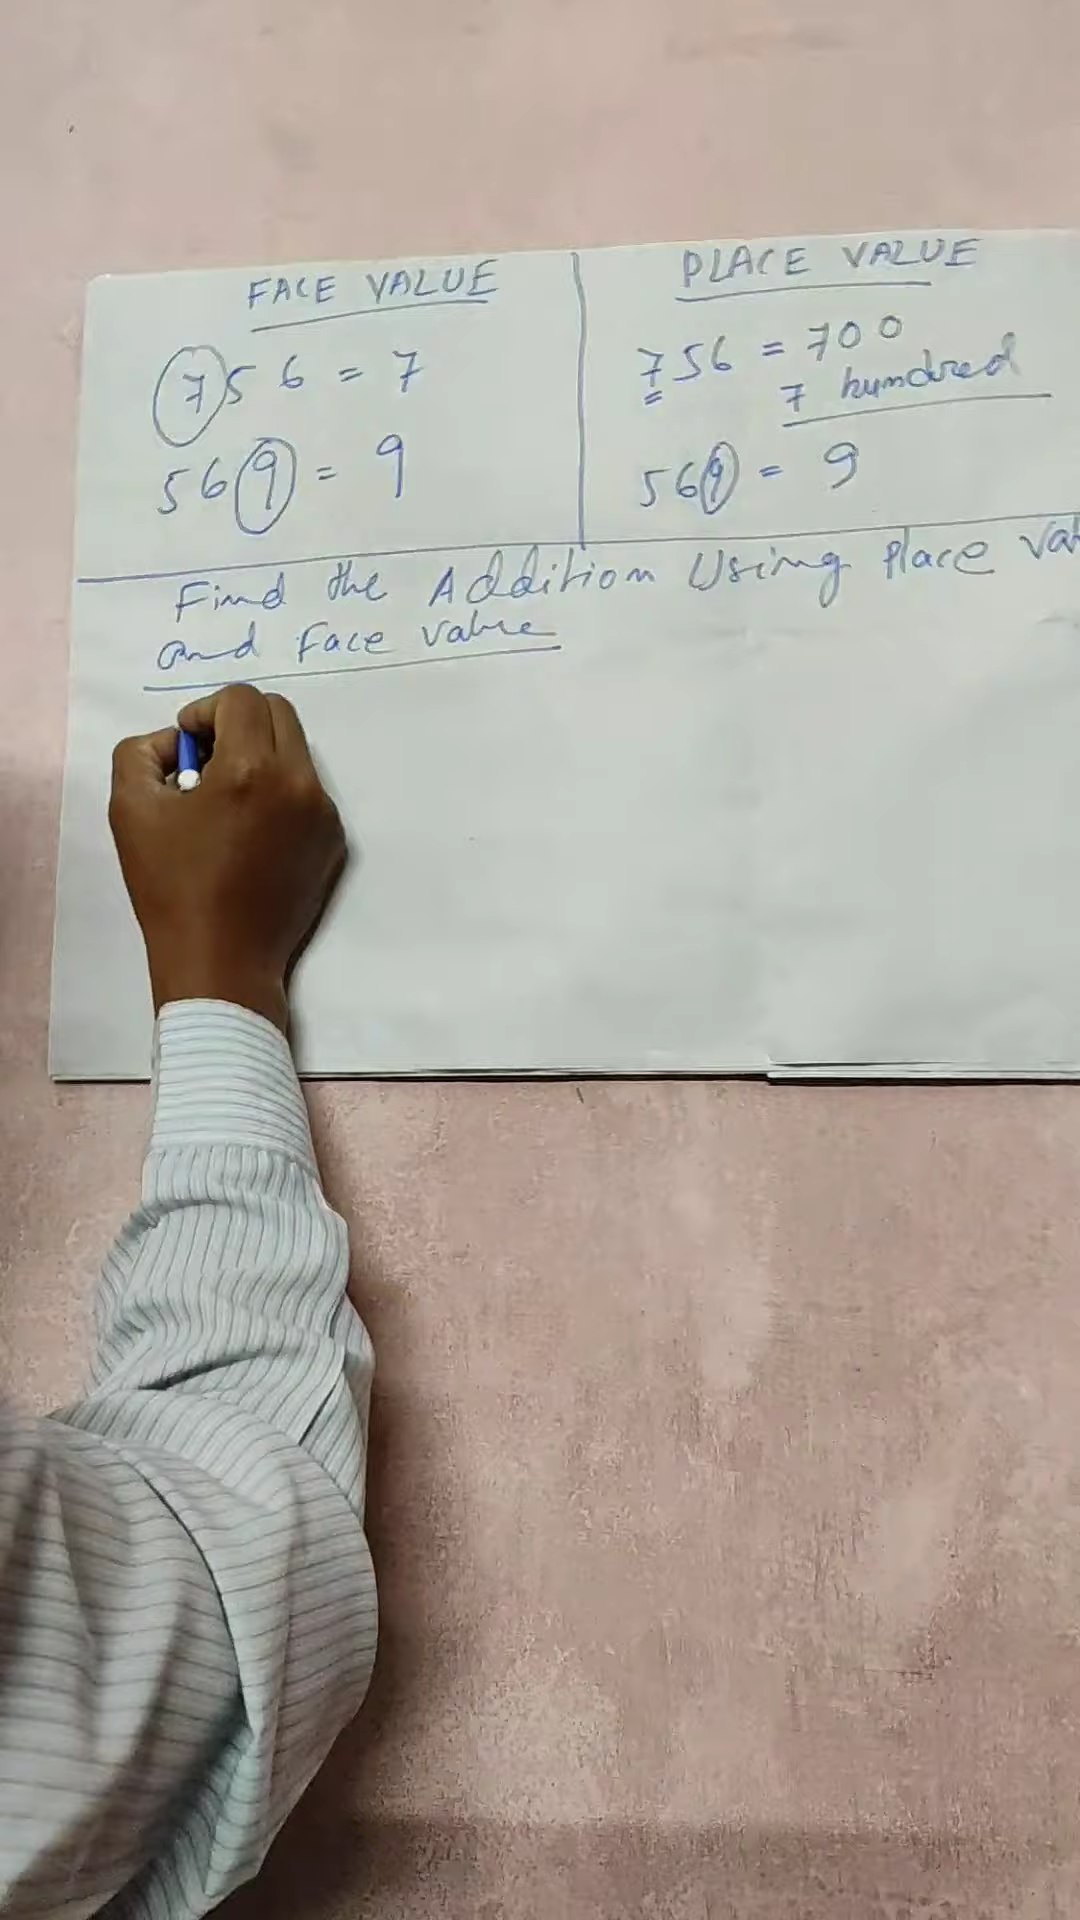 FACE VALUE
756 = 7
569 = 9
PLACE VALUE
756 = 700
7 hundred
569 = 9
Find the Addition Using place
and Face value